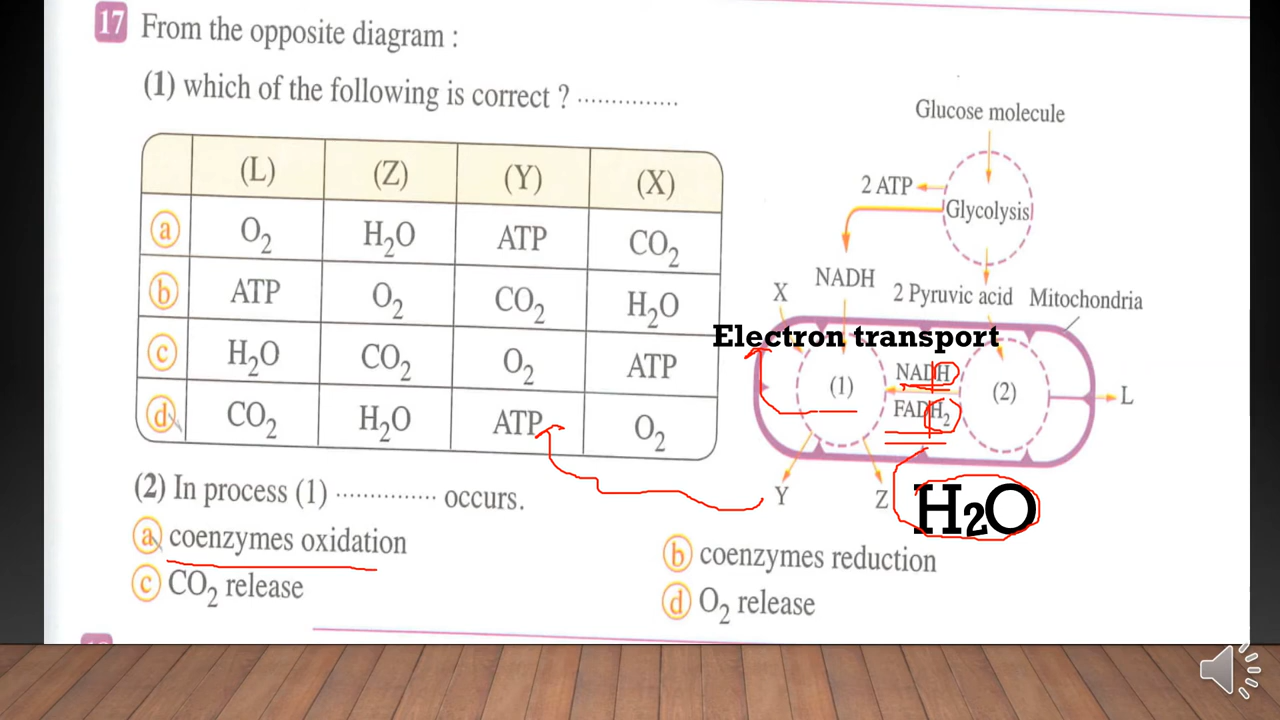 17 From the opposite diagram :
(1) which of the following is correct ? ...............
(L) (Z) (Y) (X)
a O₂ H₂O ATP CO₂
b ATP O₂ CO₂ H₂O
c H₂O CO₂ O₂ ATP
d CO₂ H₂O ATP O₂
Glucose molecule
2 ATP
Glycolysis
NADH
2 Pyruvic acid
Mitochondria
X
Electron transport
(1)
NADH
FADH₂
(2)
L
Y
Z
H₂O
(2) In process (1) ............... occurs.
a coenzymes oxidation
b coenzymes reduction
c CO₂ release
d O₂ release